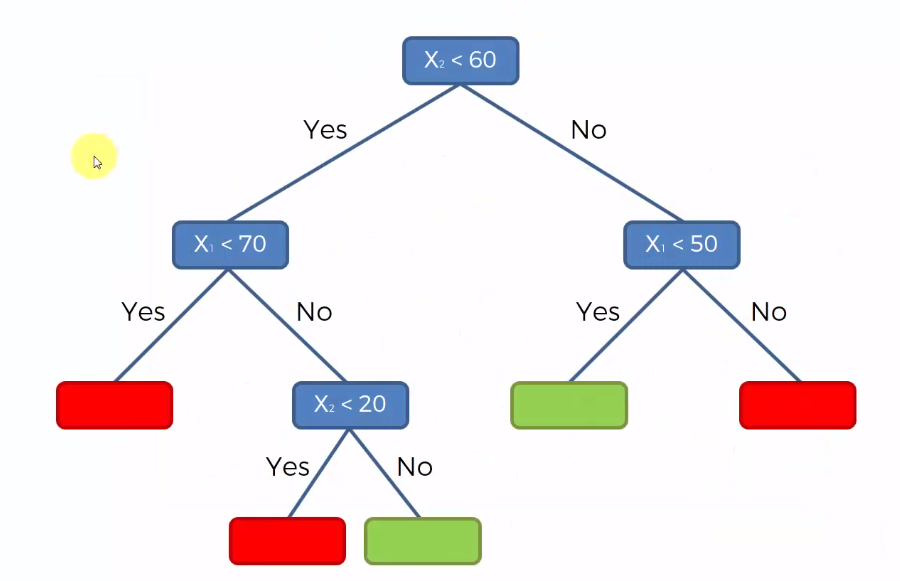 X₂ < 60
Yes
No
X₁ < 70
X₁ < 50
Yes
No
Yes
No
X₂ < 20
Yes
No